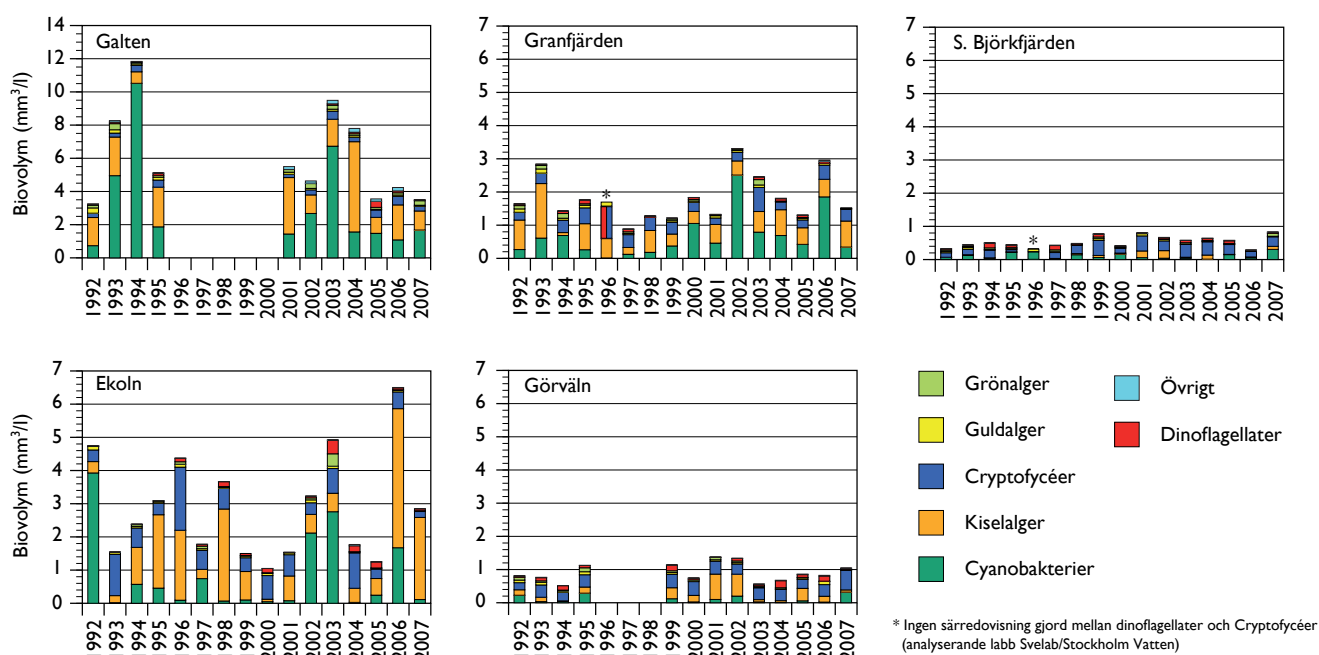 Galten
Biovolym (mm³/l)
14
12
10
8
6
4
2
0
1992 1993 1994 1995 1996 1997 1998 1999 2000 2001 2002 2003 2004 2005 2006 2007
Granfjärden
7
6
5
4
3
2
1
0
*
1992 1993 1994 1995 1996 1997 1998 1999 2000 2001 2002 2003 2004 2005 2006 2007
S. Björkfjärden
7
6
5
4
3
2
1
0
*
1992 1993 1994 1995 1996 1997 1998 1999 2000 2001 2002 2003 2004 2005 2006 2007
Ekoln
Biovolym (mm³/l)
7
6
5
4
3
2
1
0
1992 1993 1994 1995 1996 1997 1998 1999 2000 2001 2002 2003 2004 2005 2006 2007
Görväln
7
6
5
4
3
2
1
0
1992 1993 1994 1995 1996 1997 1998 1999 2000 2001 2002 2003 2004 2005 2006 2007
Grönalger
Guldalger
Cryptofycéer
Kiselalger
Cyanobakterier
Övrigt
Dinoflagellater
* Ingen särredovisning gjord mellan dinoflagellater och Cryptofycéer
(analyserande labb Svelab/Stockholm Vatten)